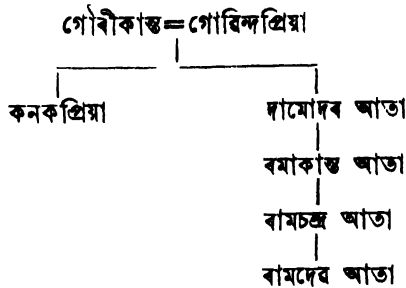 গৌৰীকান্ত=গোৱিন্দপ্ৰিয়া
কনকপ্ৰিয়া দামোদৰ আতা
ৰমাকান্ত আতা
ৰামচন্দ্ৰ আতা
ৰামদেৱ আতা